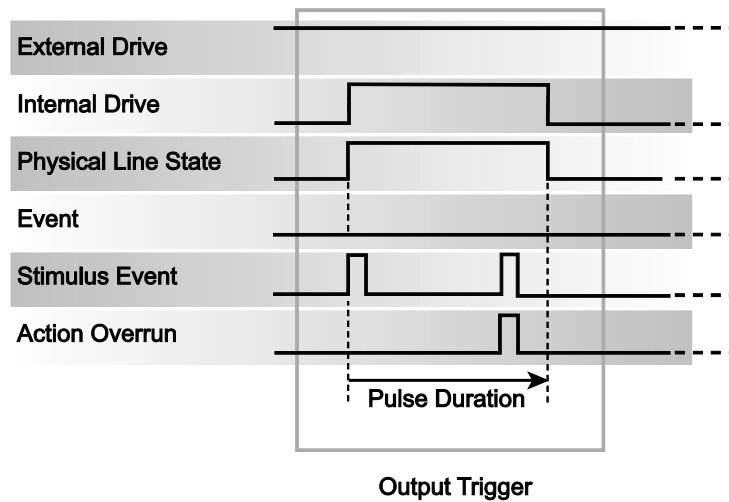 External Drive
Internal Drive
Physical Line State
Event
Stimulus Event
Action Overrun
Pulse Duration
Output Trigger